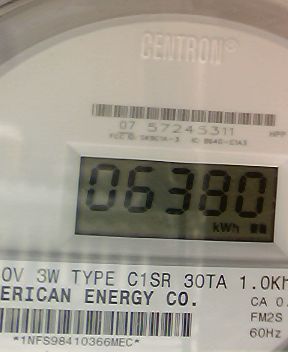 CENTRON®
07 57245311
06380
kWh
0V 3W TYPE C1SR 30TA 1.0Kh
ERICAN ENERGY CO. CA 0.
FM2S
60Hz
*1NFS98410366MEC*